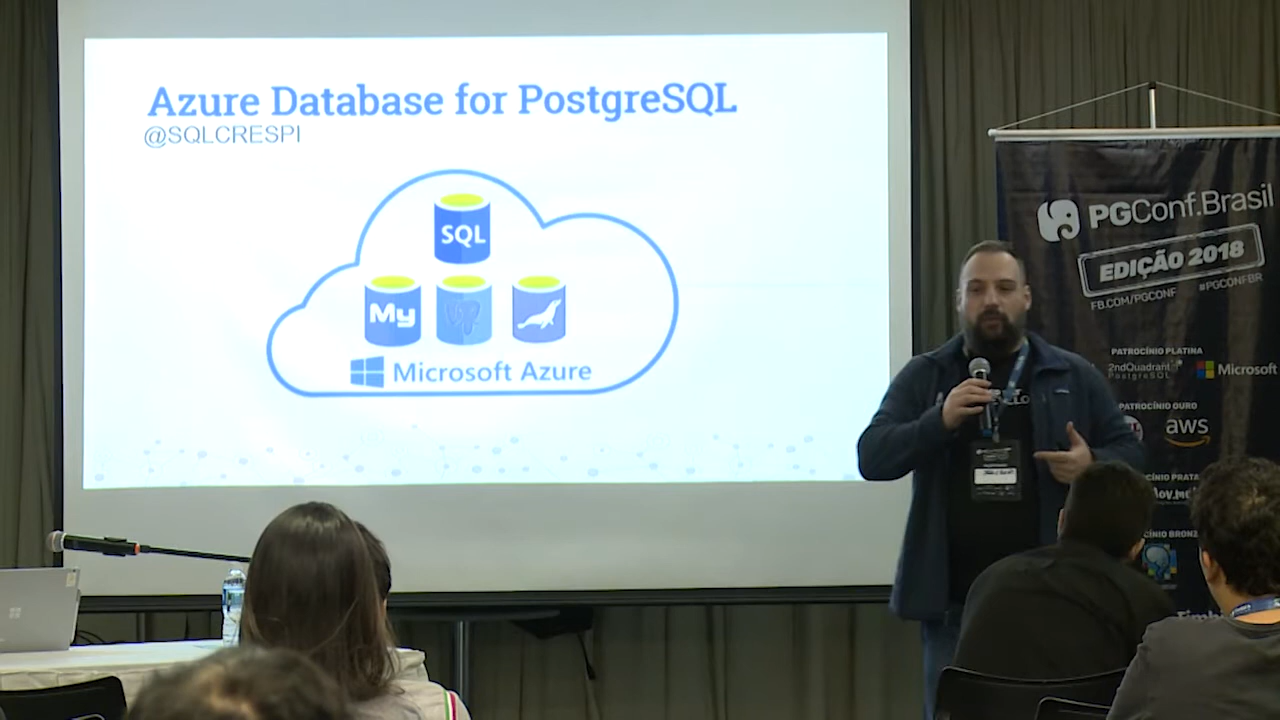 Azure Database for PostgreSQL
@SQLCRESPI
SQL
My
Microsoft Azure
PGConf.Brasil
EDIÇÃO 2018
FB.COM/PGCONF #PGCONFBR
PATROCÍNIO PLATINA
2ndQuadrant
PostgreSQL
Microsoft
PATROCÍNIO OURO
aws